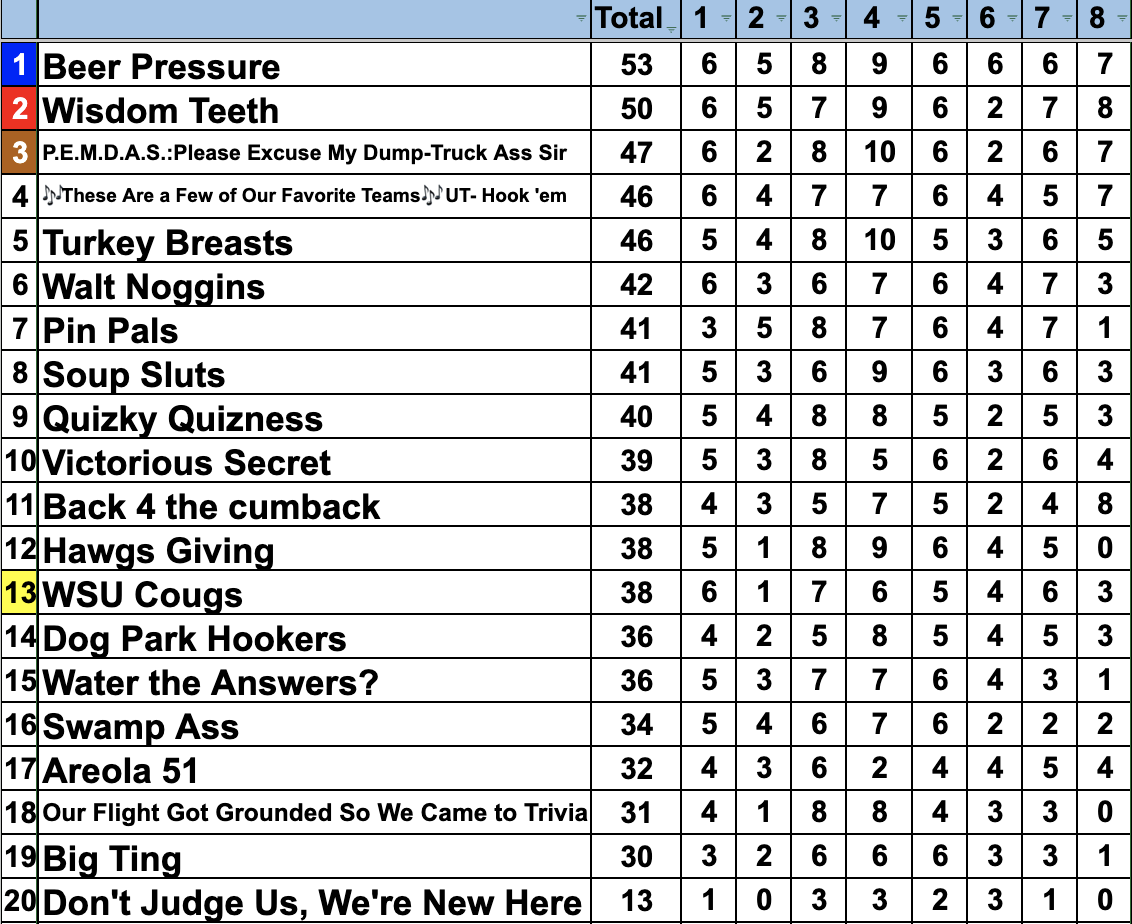 Total 1 2 3 4 5 6 7 8
1 Beer Pressure 53 6 5 8 9 6 6 6 7
2 Wisdom Teeth 50 6 5 7 9 6 2 7 8
3 P.E.M.D.A.S.:Please Excuse My Dump-Truck Ass Sir 47 6 2 8 10 6 2 6 7
4 🎶These Are a Few of Our Favorite Teams🎶UT- Hook 'em 46 6 4 7 7 6 4 5 7
5 Turkey Breasts 46 5 4 8 10 5 3 6 5
6 Walt Noggins 42 6 3 6 7 6 4 7 3
7 Pin Pals 41 3 5 8 7 6 4 7 1
8 Soup Sluts 41 5 3 6 9 6 3 6 3
9 Quizky Quizness 40 5 4 8 8 5 2 5 3
10 Victorious Secret 39 5 3 8 5 6 2 6 4
11 Back 4 the cumback 38 4 3 5 7 5 2 4 8
12 Hawgs Giving 38 5 1 8 9 6 4 5 0
13 WSU Cougs 38 6 1 7 6 5 4 6 3
14 Dog Park Hookers 36 4 2 5 8 5 4 5 3
15 Water the Answers? 36 5 3 7 7 6 4 3 1
16 Swamp Ass 34 5 4 6 7 6 2 2 2
17 Areola 51 32 4 3 6 2 4 4 5 4
18 Our Flight Got Grounded So We Came to Trivia 31 4 1 8 8 4 3 3 0
19 Big Ting 30 3 2 6 6 6 3 3 1
20 Don't Judge Us, We're New Here 13 1 0 3 3 2 3 1 0